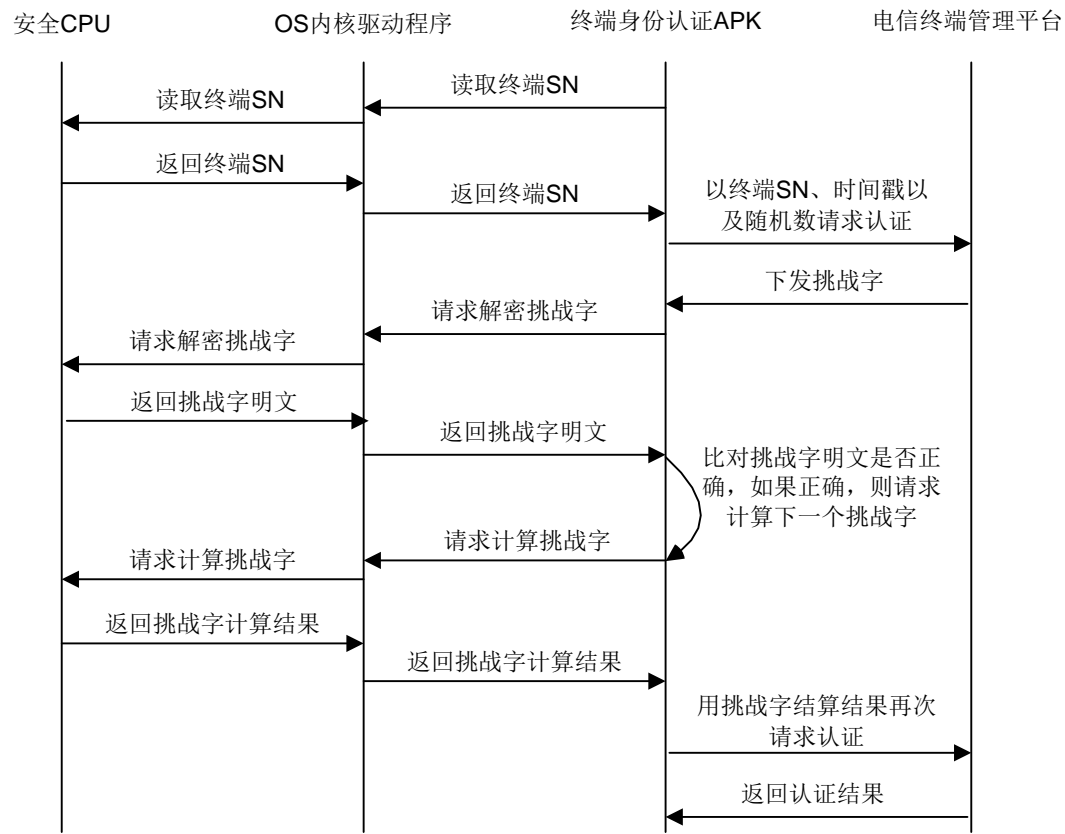 安全CPU
OS内核驱动程序
终端身份认证APK
电信终端管理平台
读取终端SN
读取终端SN
返回终端SN
返回终端SN
以终端SN、时间戳以
及随机数请求认证
下发挑战字
请求解密挑战字
请求解密挑战字
返回挑战字明文
返回挑战字明文
比对挑战字明文是否正
确，如果正确，则请求
计算下一个挑战字
请求计算挑战字
请求计算挑战字
返回挑战字计算结果
返回挑战字计算结果
用挑战字结算结果再次
请求认证
返回认证结果